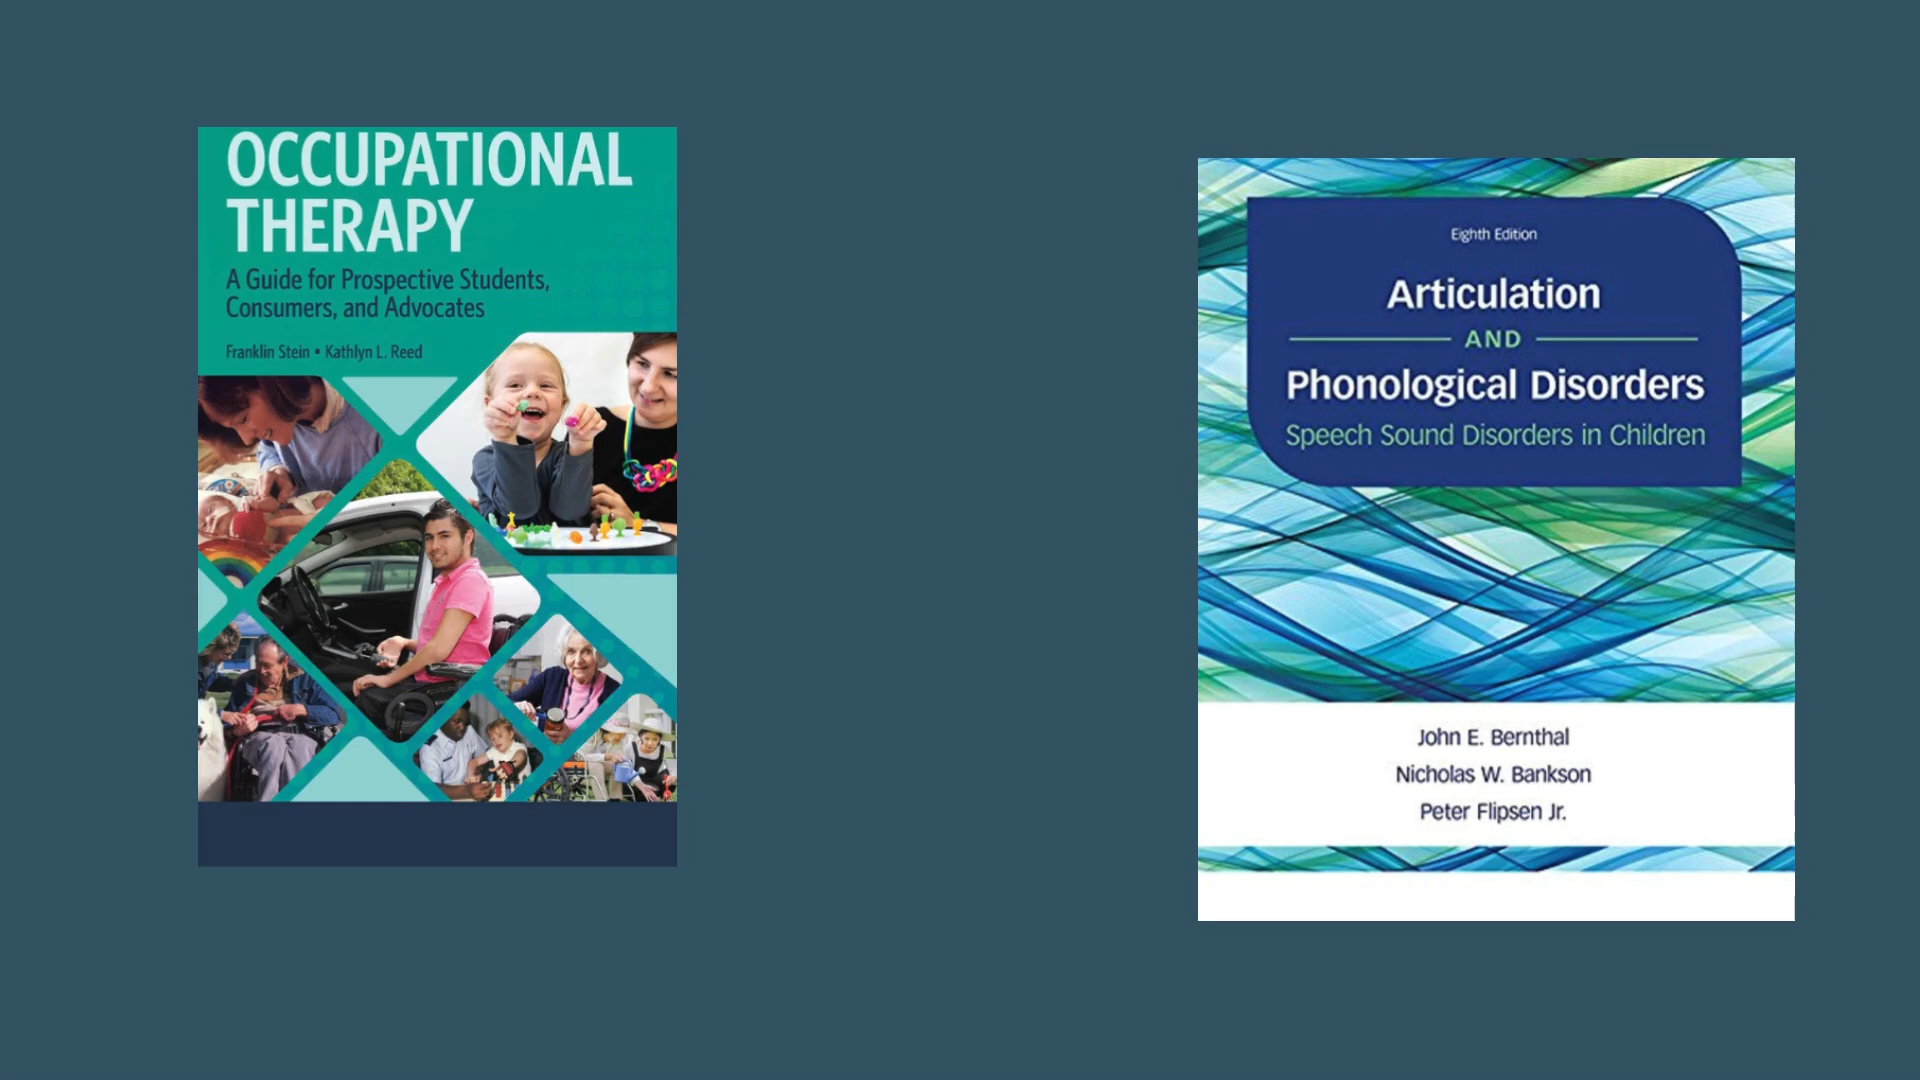 OCCUPATIONAL
THERAPY
A Guide for Prospective Students,
Consumers, and Advocates
Franklin Stein • Kathlyn L. Reed
Eighth Edition
Articulation
AND
Phonological Disorders
Speech Sound Disorders in Children
John E. Bernthal
Nicholas W. Bankson
Peter Flipsen Jr.